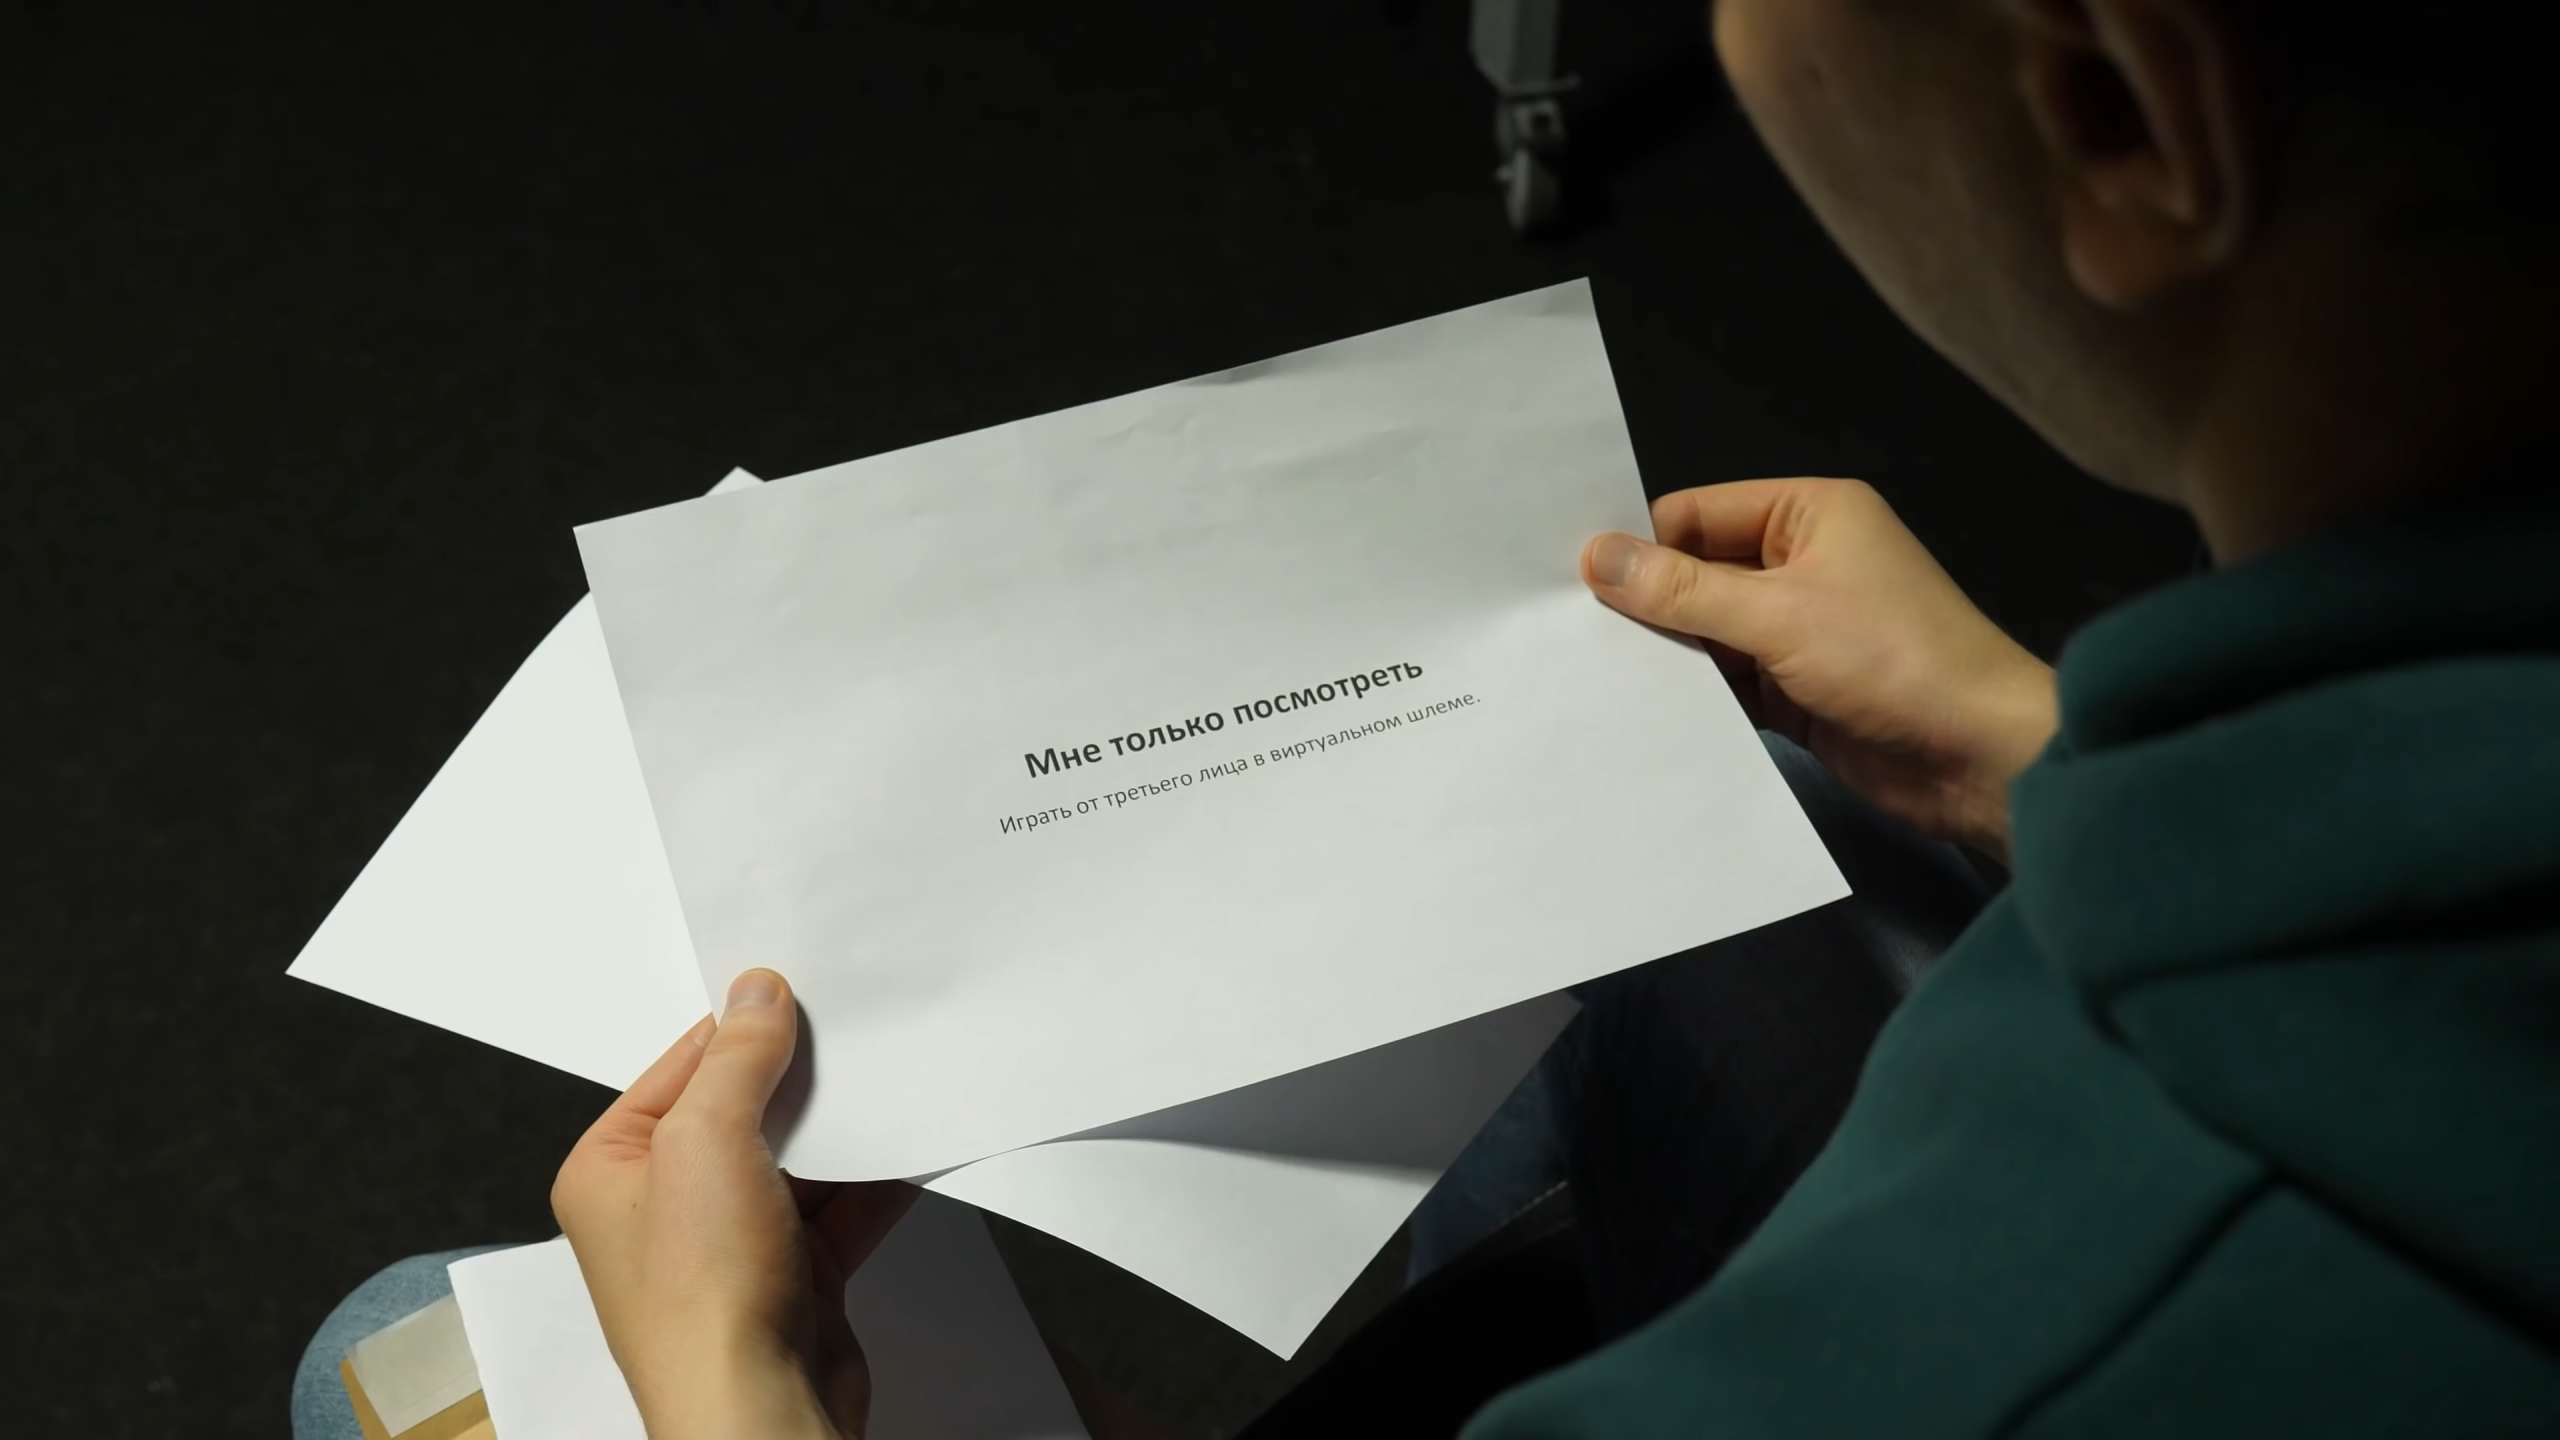 Мне только посмотреть
Играть от третьего лица в виртуальном шлеме.